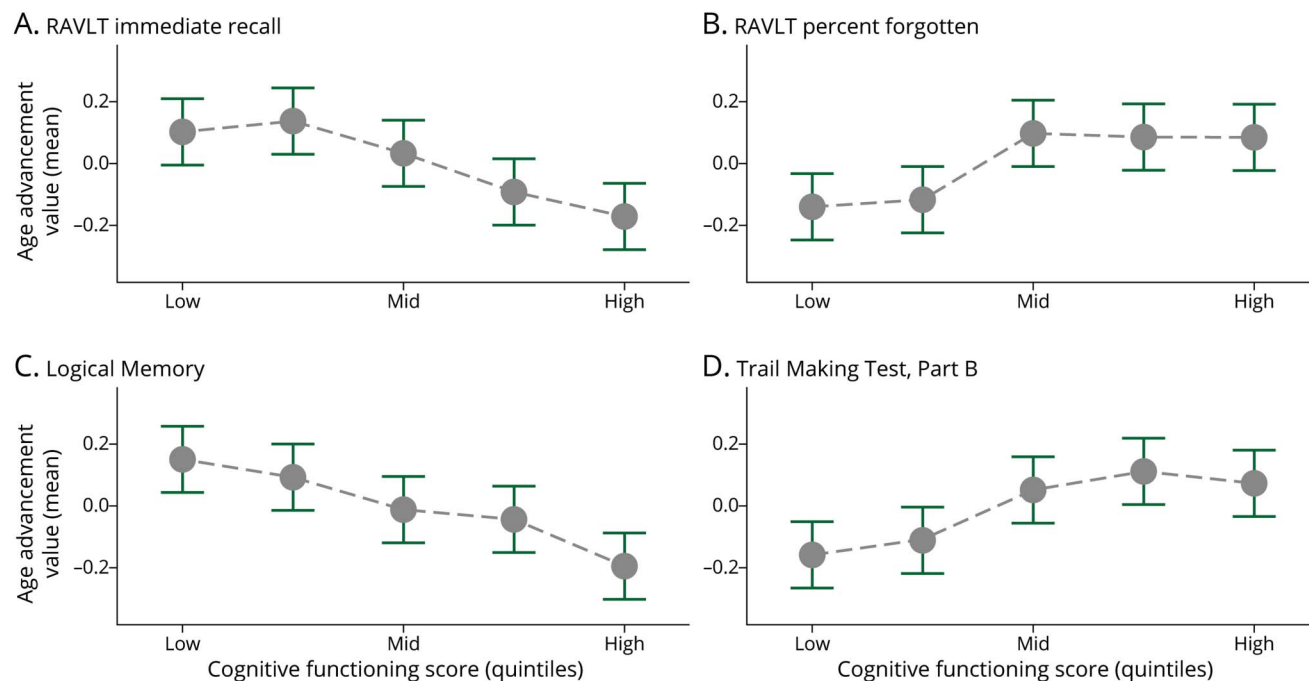 A. RAVLT immediate recall
Age advancement
value (mean)
0.2
0.0
–0.2
Low
Mid
High
B. RAVLT percent forgotten
0.2
0.0
–0.2
Low
Mid
High
C. Logical Memory
Age advancement
value (mean)
0.2
0.0
–0.2
Low
Mid
High
Cognitive functioning score (quintiles)
D. Trail Making Test, Part B
0.2
0.0
–0.2
Low
Mid
High
Cognitive functioning score (quintiles)